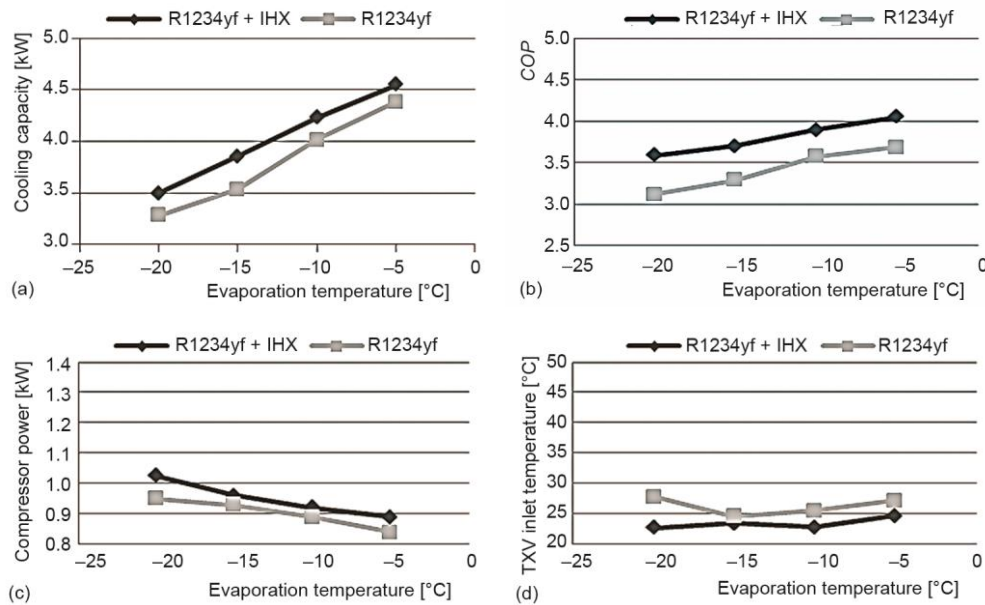 R1234yf + IHX R1234yf
Cooling capacity [kW]
5.0
4.5
4.0
3.5
3.0
–25 –20 –15 –10 –5 0
(a) Evaporation temperature [°C]
R1234yf + IHX R1234yf
COP
5.0
4.5
4.0
3.5
3.0
2.5
–25 –20 –15 –10 –5 0
(b) Evaporation temperature [°C]
R1234yf + IHX R1234yf
Compressor power [kW]
1.4
1.3
1.2
1.1
1.0
0.9
0.8
–25 –20 –15 –10 –5 0
(c) Evaporation temperature [°C]
R1234yf + IHX R1234yf
TXV inlet temperature [°C]
50
45
40
35
30
25
20
–25 –20 –15 –10 –5 0
(d) Evaporation temperature [°C]